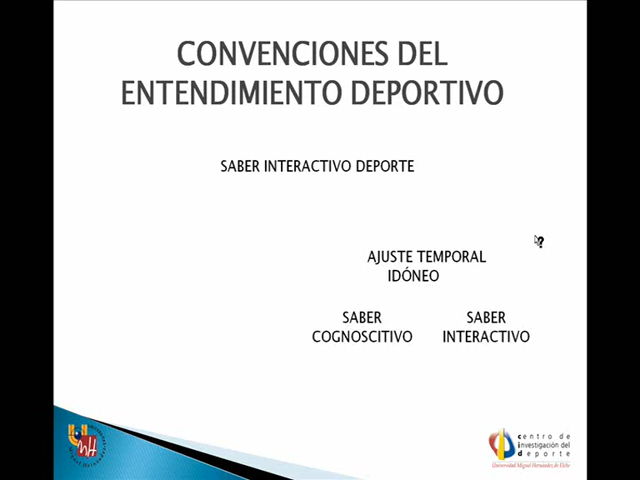 CONVENCIONES DEL
ENTENDIMIENTO DEPORTIVO
SABER INTERACTIVO DEPORTE
AJUSTE TEMPORAL
IDÓNEO
SABER
COGNOSCITIVO
SABER
INTERACTIVO
centro de
investigación del
deporte
Universidad Miguel Hernández de Elche